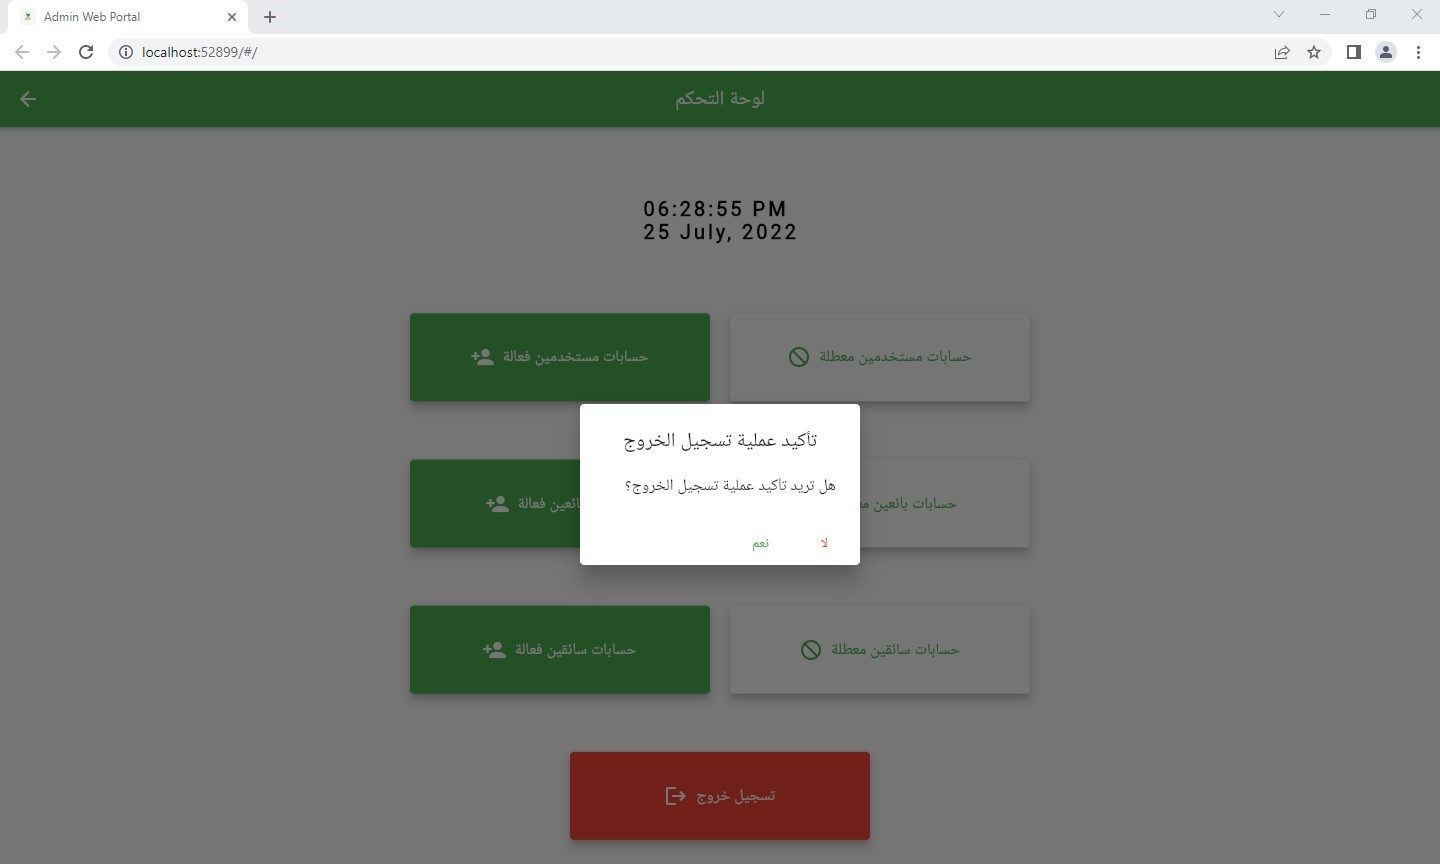 Admin Web Portal
localhost:52899/#/
لوحة التحكم
06:28:55 PM
25 July, 2022
حسابات مستخدمين فعالة
حسابات مستخدمين معطلة
تأكيد عملية تسجيل الخروج
هل تريد تأكيد عملية تسجيل الخروج؟
حسابات بائعين
لا
نعم
حسابات سائقين فعالة
حسابات سائقين معطلة
تسجيل خروج